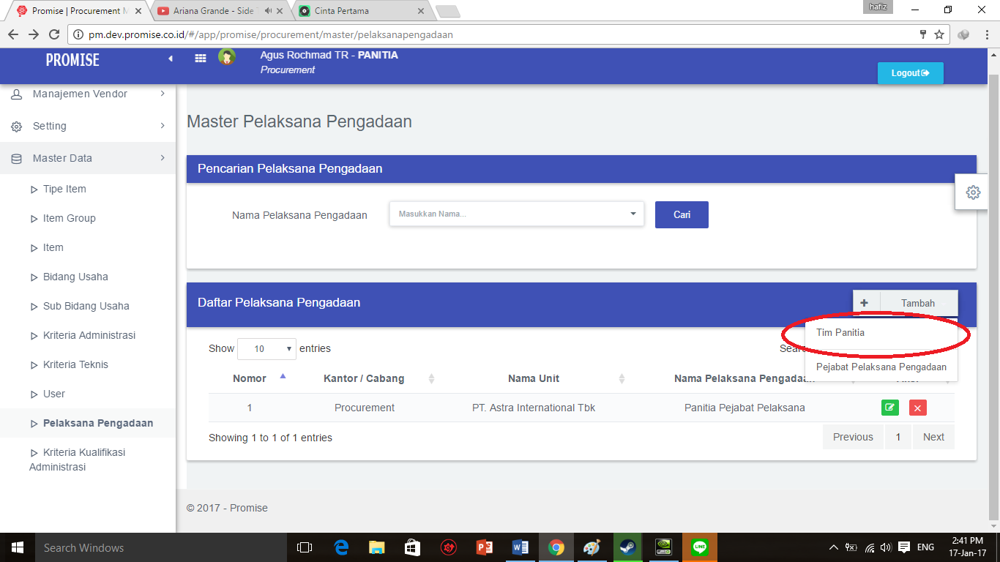 Promise | Procurement M
Ariana Grande - Side
Cinta Pertama
hafiz
pm.dev.promise.co.id/#/app/promise/procurement/master/pelaksanapengadaan
PROMISE
Agus Rochmad TR - PANITIA
Procurement
Logout
Manajemen Vendor
Setting
Master Data
Tipe Item
Item Group
Item
Bidang Usaha
Sub Bidang Usaha
Kriteria Administrasi
Kriteria Teknis
User
Pelaksana Pengadaan
Kriteria Kualifikasi
Administrasi
Master Pelaksana Pengadaan
Pencarian Pelaksana Pengadaan
Nama Pelaksana Pengadaan Masukkan Nama... Cari
Daftar Pelaksana Pengadaan
Tambah
Tim Panitia
Pejabat Pelaksana Pengadaan
Show 10 entries
Nomor Kantor / Cabang Nama Unit Nama Pelaksana Pengadaan
1 Procurement PT. Astra International Tbk Panitia Pejabat Pelaksana
Showing 1 to 1 of 1 entries
Previous 1 Next
© 2017 - Promise
Search Windows
ENG
2:41 PM
17-Jan-17